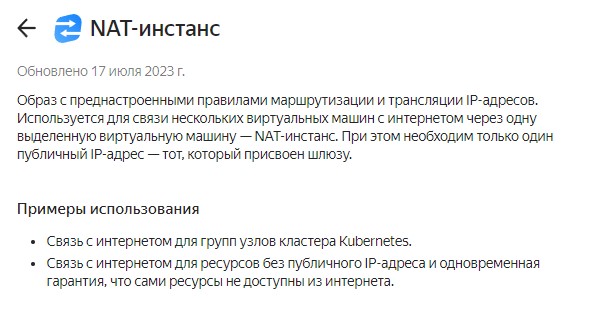 NAT-инстанс
Обновлено 17 июля 2023 г.
Образ с преднастроенными правилами маршрутизации и трансляции IP-адресов.
Используется для связи нескольких виртуальных машин с интернетом через одну
выделенную виртуальную машину — NAT-инстанс. При этом необходим только один
публичный IP-адрес — тот, который присвоен шлюзу.
Примеры использования
• Связь с интернетом для групп узлов кластера Kubernetes.
• Связь с интернетом для ресурсов без публичного IP-адреса и одновременная
гарантия, что сами ресурсы не доступны из интернета.